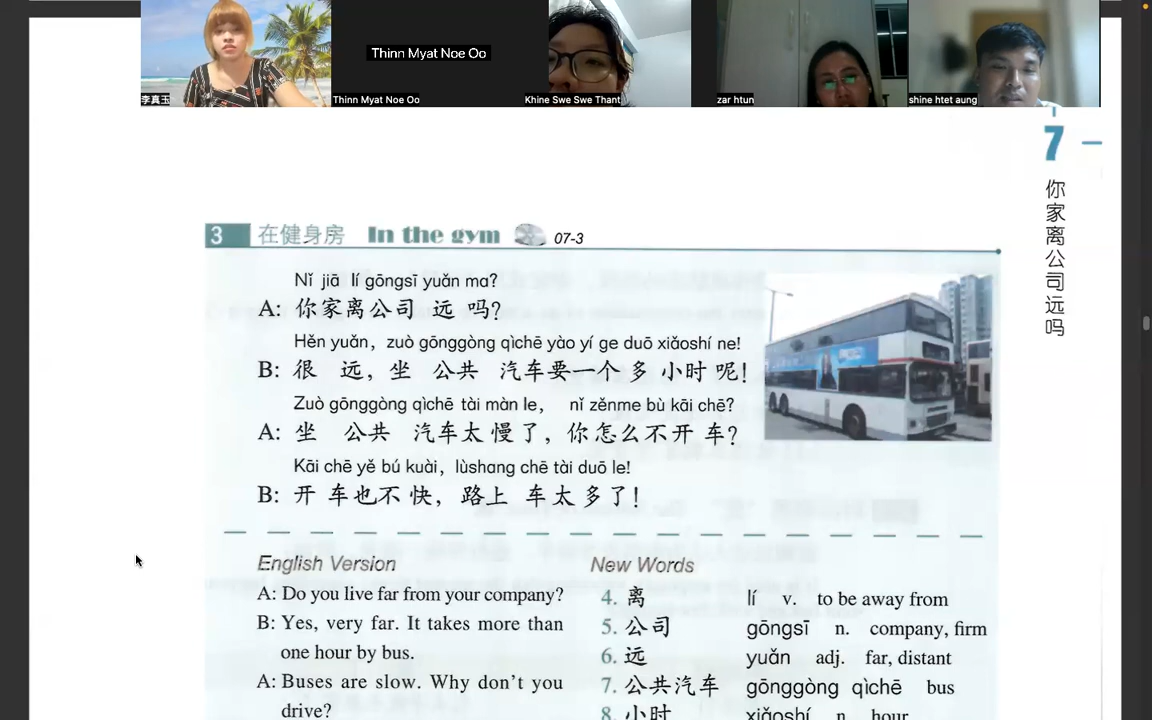 Thinn Myat Noe Oo
李真玉
Thinn Myat Noe Oo
Khine Swe Swe Thant
zar htun
shine htet aung
7
你家离公司远吗
3 在健身房 In the gym 07-3
Nǐ jiā lí gōngsī yuǎn ma?
A: 你家离公司 远 吗?
Hěn yuǎn, zuò gōnggòng qìchē yào yí ge duō xiǎoshí ne!
B: 很 远, 坐 公共 汽车要一个 多 小时 呢!
Zuò gōnggòng qìchē tài màn le, nǐ zěnme bù kāi chē?
A: 坐 公共 汽车太 慢 了, 你 怎么 不 开 车?
Kāi chē yě bú kuài, lùshang chē tài duō le!
B: 开 车也不 快, 路上 车太 多了!
English Version
A: Do you live far from your company?
B: Yes, very far. It takes more than
one hour by bus.
A: Buses are slow. Why don't you
drive?
New Words
4. 离 lí v. to be away from
5. 公司 gōngsī n. company, firm
6. 远 yuǎn adj. far, distant
7. 公共汽车 gōnggòng qìchē bus
8. 小时 xiǎoshí n. hour